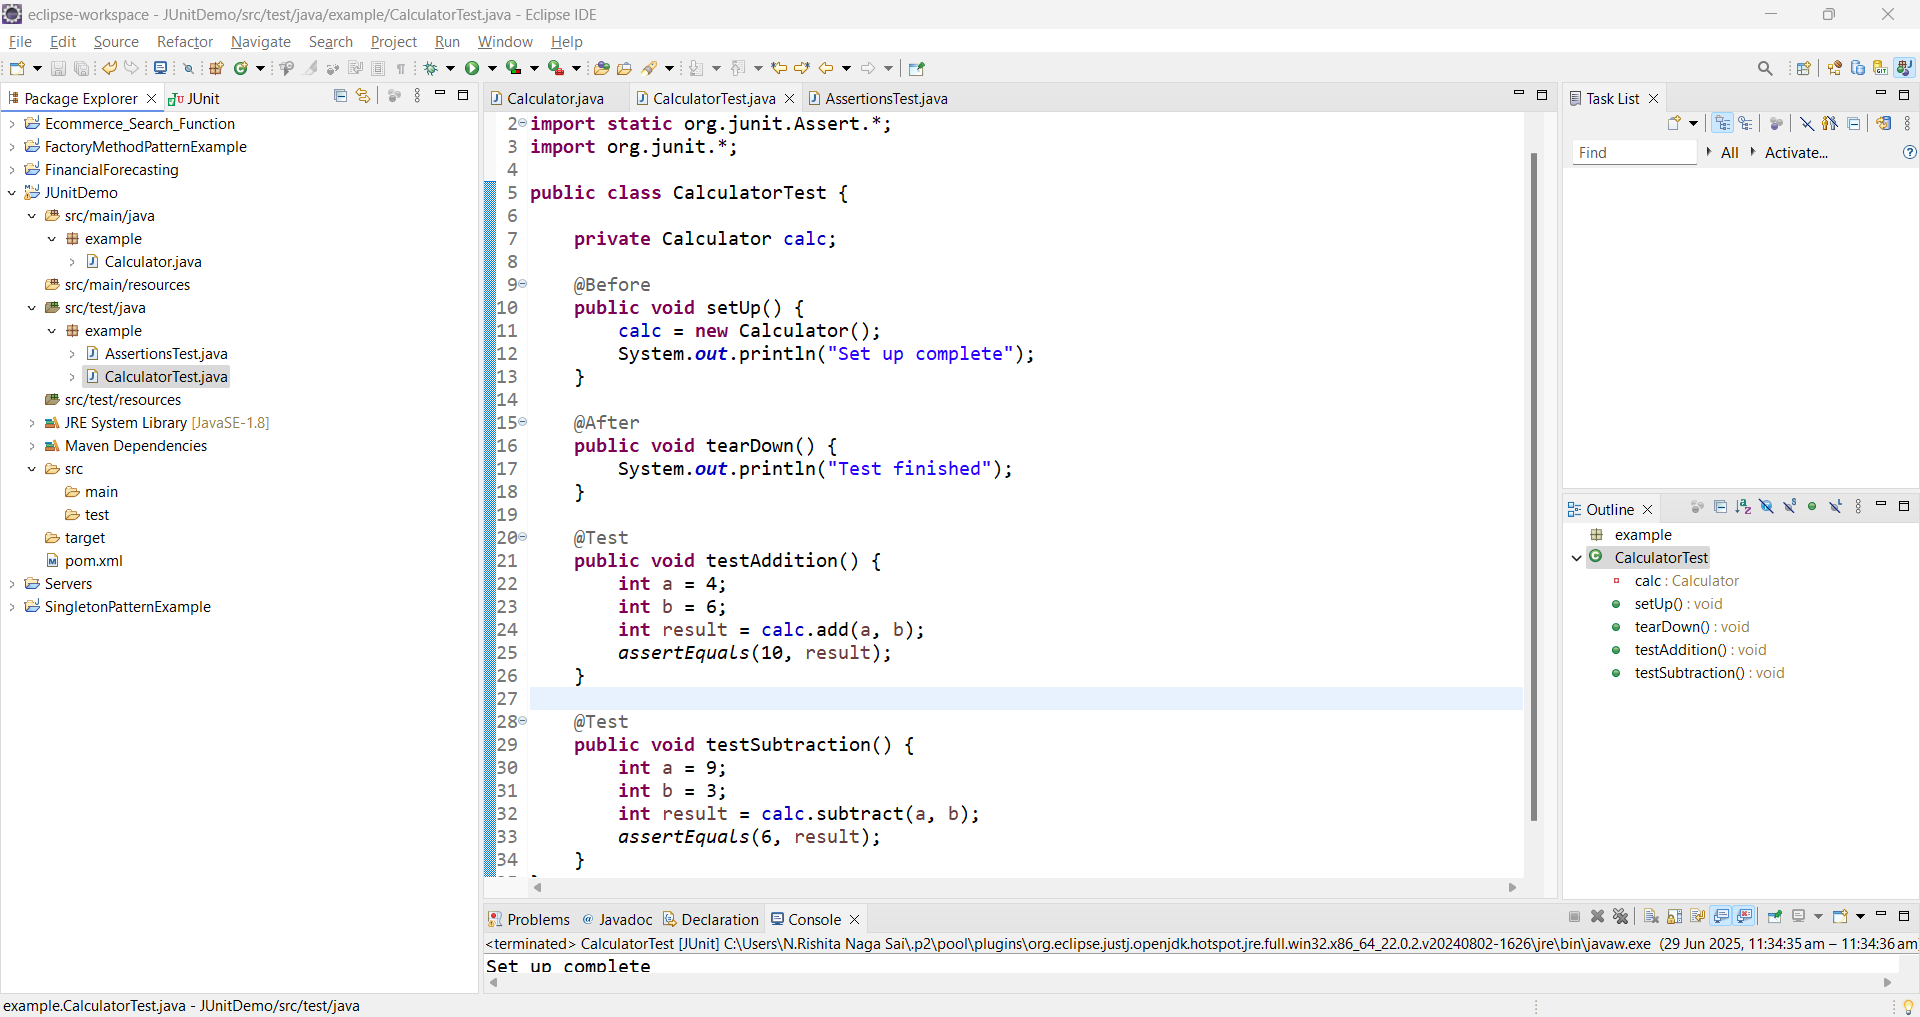 eclipse-workspace - JUnitDemo/src/test/java/example/CalculatorTest.java - Eclipse IDE
File Edit Source Refactor Navigate Search Project Run Window Help
Package Explorer
JUnit
Ecommerce_Search_Function
FactoryMethodPatternExample
FinancialForecasting
JUnitDemo
src/main/java
example
Calculator.java
src/main/resources
src/test/java
example
AssertionsTest.java
CalculatorTest.java
src/test/resources
JRE System Library [JavaSE-1.8]
Maven Dependencies
src
main
test
target
pom.xml
Servers
SingletonPatternExample
Calculator.java CalculatorTest.java AssertionsTest.java
2 import static org.junit.Assert.*;
3 import org.junit.*;
4
5 public class CalculatorTest {
6
7     private Calculator calc;
8
9     @Before
10     public void setUp() {
11         calc = new Calculator();
12         System.out.println("Set up complete");
13     }
14
15     @After
16     public void tearDown() {
17         System.out.println("Test finished");
18     }
19
20     @Test
21     public void testAddition() {
22         int a = 4;
23         int b = 6;
24         int result = calc.add(a, b);
25         assertEquals(10, result);
26     }
27
28     @Test
29     public void testSubtraction() {
30         int a = 9;
31         int b = 3;
32         int result = calc.subtract(a, b);
33         assertEquals(6, result);
34     }
Task List
Find All Activate...
Outline
example
CalculatorTest
calc : Calculator
setUp() : void
tearDown() : void
testAddition() : void
testSubtraction() : void
Problems @ Javadoc Declaration Console
<terminated> CalculatorTest [JUnit] C:\Users\N.Rishita Naga Sai\.p2\pool\plugins\org.eclipse.justj.openjdk.hotspot.jre.full.win32.x86_64_22.0.2.v20240802-1626\jre\bin\javaw.exe (29 Jun 2025, 11:34:35 am – 11:34:36 am
Set up complete
example.CalculatorTest.java - JUnitDemo/src/test/java